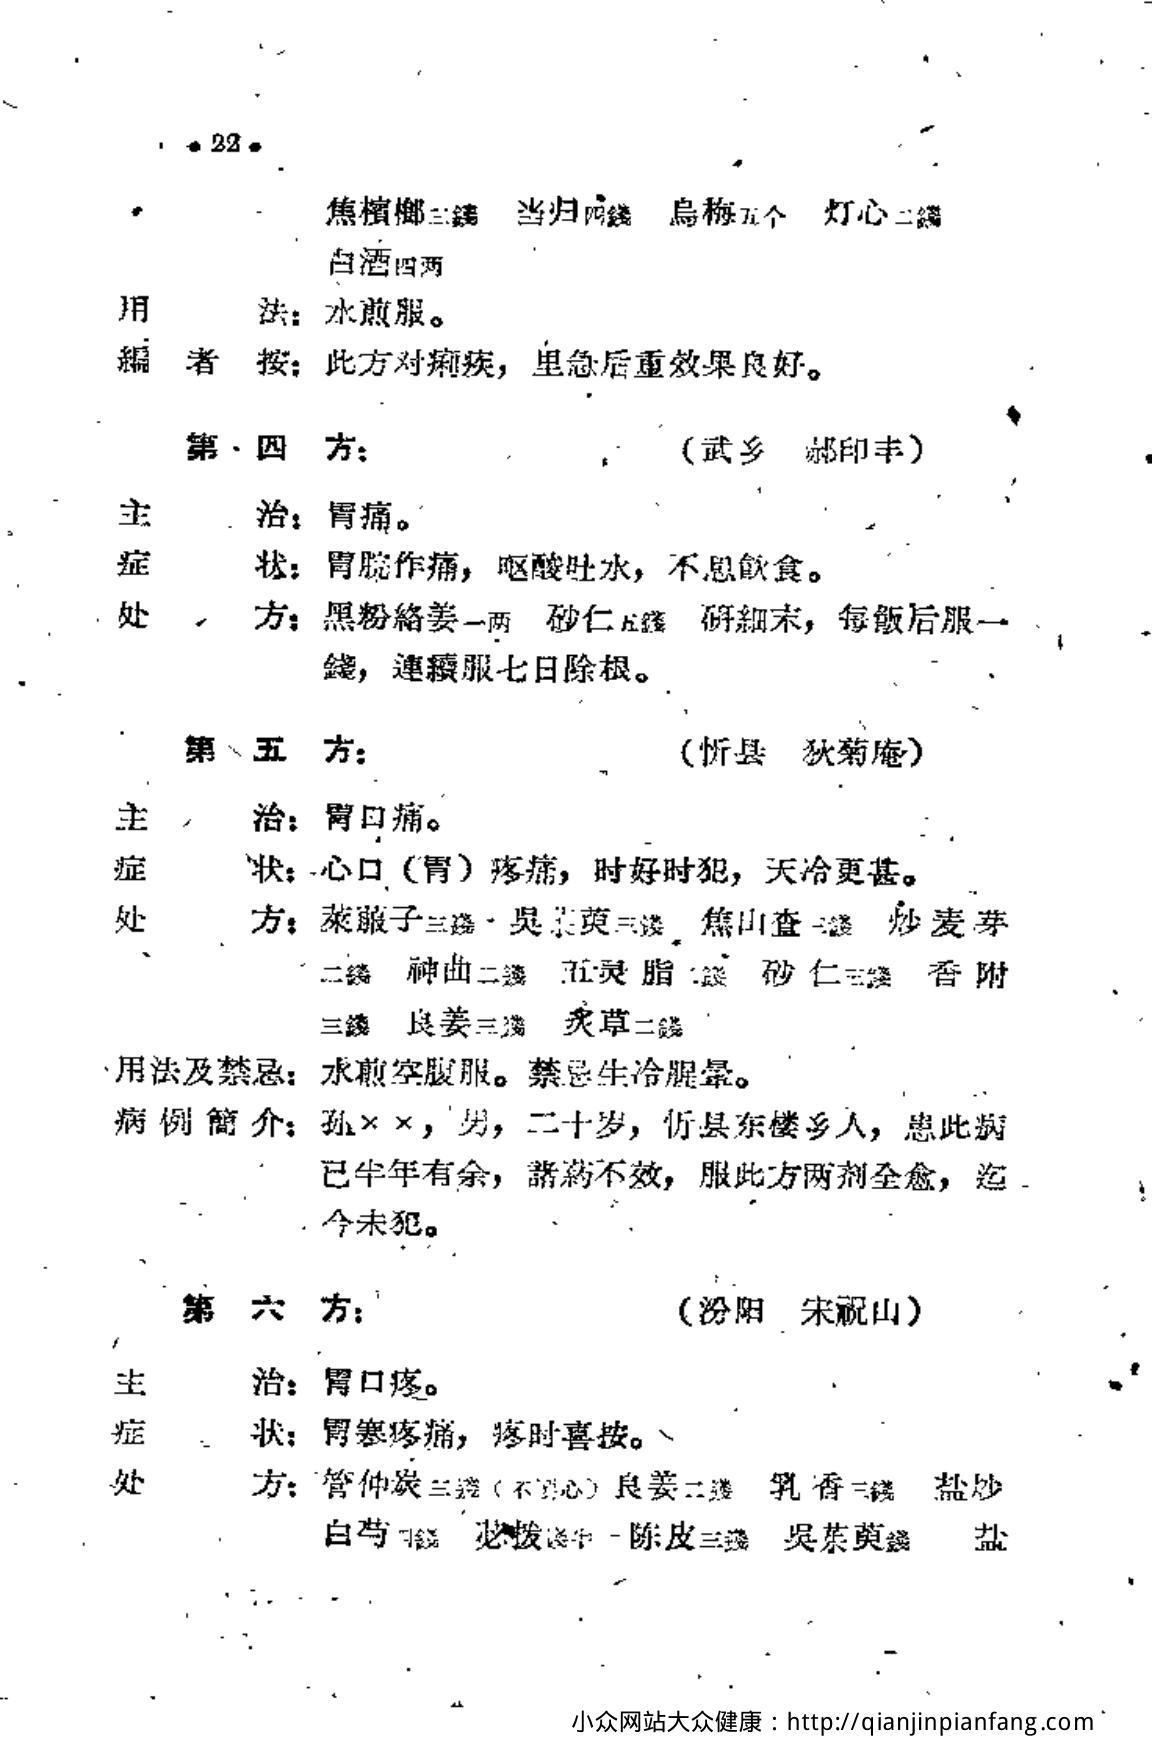 •22•
焦檳榔三錢 当归四錢 烏梅五个 灯心二錢
白酒四两
用法：水煎服。
編者按：此方对痢疾，里急后重效果良好。
第四方：（武乡 郝印丰）
主治：胃痛。
症状：胃脘作痛，呕酸吐水，不思飲食。
处方：黑粉絡姜一两 砂仁五錢 研細末，每飯后服一
錢，連續服七日除根。
第五方：（忻县 狄菊庵）
主治：胃口痛。
症状：心口（胃）疼痛，时好时犯，天冷更甚。
处方：萊菔子三錢 吳茱萸三錢 焦山查二錢 炒麦芽
二錢 神曲二錢 五灵脂 錢 砂仁三錢 香附
三錢 良姜三錢 炙草二錢
用法及禁忌：水煎空腹服。禁忌生冷腥葷。
病例簡介：孙××，男，二十岁，忻县东楼乡人，患此病
已半年有余，諸葯不效，服此方两剂全愈，迄
今未犯。
第六方：（汾阳 宋祝山）
主治：胃口疼。
症状：胃寒疼痛，疼时喜按。
处方：管仲炭三錢（不 心）良姜二錢 乳香三錢 盐炒
白芍 錢 必拨錢半 陈皮三錢 吳茱萸錢 盐
小众网站大众健康：http://qianjinpianfang.com